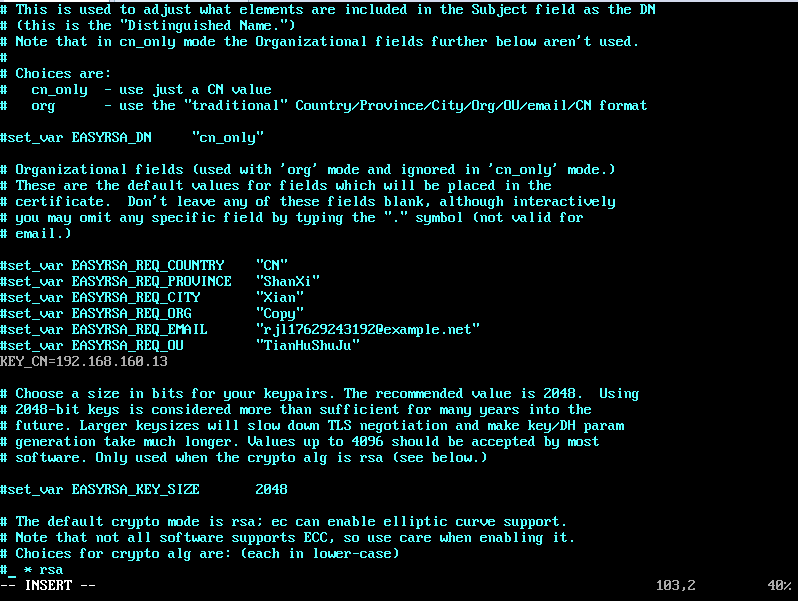 # This is used to adjust what elements are included in the Subject field as the DN
# (this is the "Distinguished Name.")
# Note that in cn_only mode the Organizational fields further below aren't used.
#
# Choices are:
#   cn_only  - use just a CN value
#   org      - use the "traditional" Country/Province/City/Org/OU/email/CN format

#set_var EASYRSA_DN     "cn_only"

# Organizational fields (used with 'org' mode and ignored in 'cn_only' mode.)
# These are the default values for fields which will be placed in the
# certificate.  Don't leave any of these fields blank, although interactively
# you may omit any specific field by typing the "." symbol (not valid for
# email.)

#set_var EASYRSA_REQ_COUNTRY    "CN"
#set_var EASYRSA_REQ_PROVINCE   "ShanXi"
#set_var EASYRSA_REQ_CITY       "Xian"
#set_var EASYRSA_REQ_ORG        "Copy"
#set_var EASYRSA_REQ_EMAIL      "rjl17629243192@example.net"
#set_var EASYRSA_REQ_OU         "TianHuShuJu"
KEY_CN=192.168.160.13

# Choose a size in bits for your keypairs. The recommended value is 2048.  Using
# 2048-bit keys is considered more than sufficient for many years into the
# future. Larger keysizes will slow down TLS negotiation and make key/DH param
# generation take much longer. Values up to 4096 should be accepted by most
# software. Only used when the crypto alg is rsa (see below.)

#set_var EASYRSA_KEY_SIZE       2048

# The default crypto mode is rsa; ec can enable elliptic curve support.
# Note that not all software supports ECC, so use care when enabling it.
# Choices for crypto alg are: (each in lower-case)
#  * rsa
-- INSERT --                                                                      103,2         40%